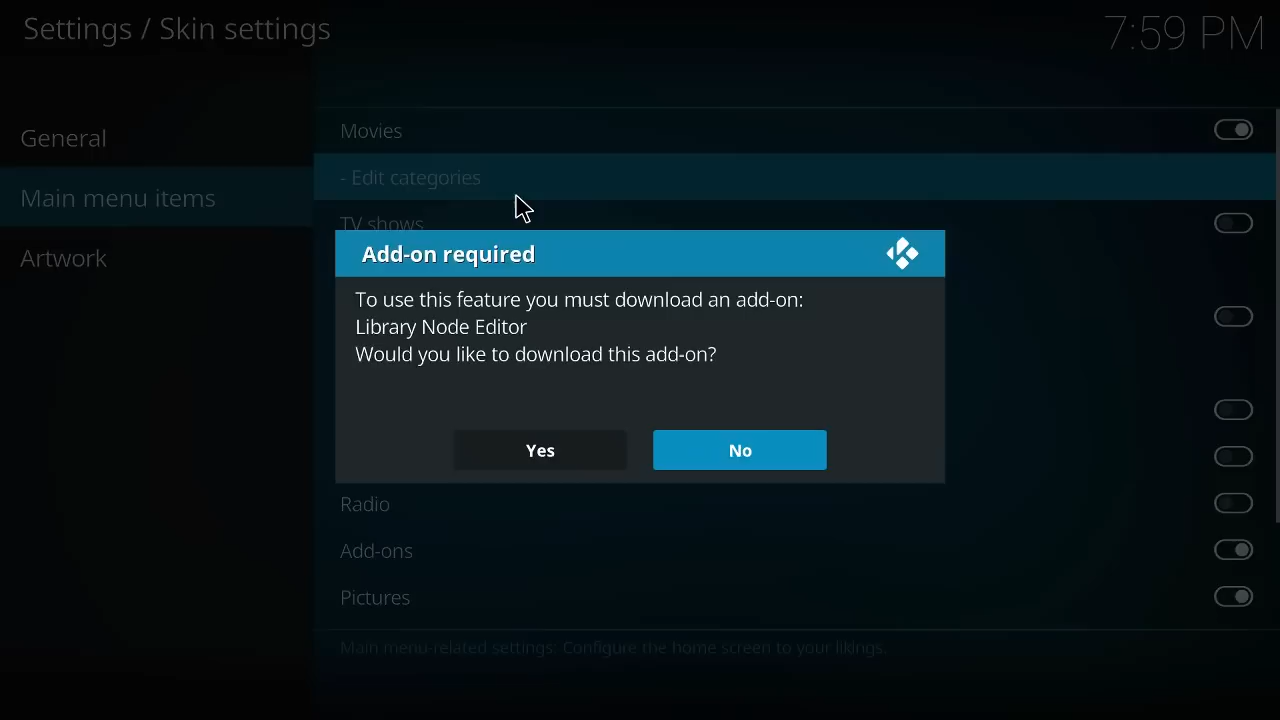 Settings / Skin settings
7:59 PM
General
Main menu items
Artwork
Movies
- Edit categories
TV shows
Add-on required
To use this feature you must download an add-on:
Library Node Editor
Would you like to download this add-on?
Yes
No
Radio
Add-ons
Pictures
Main menu-related settings. Configure the home screen to your likings.